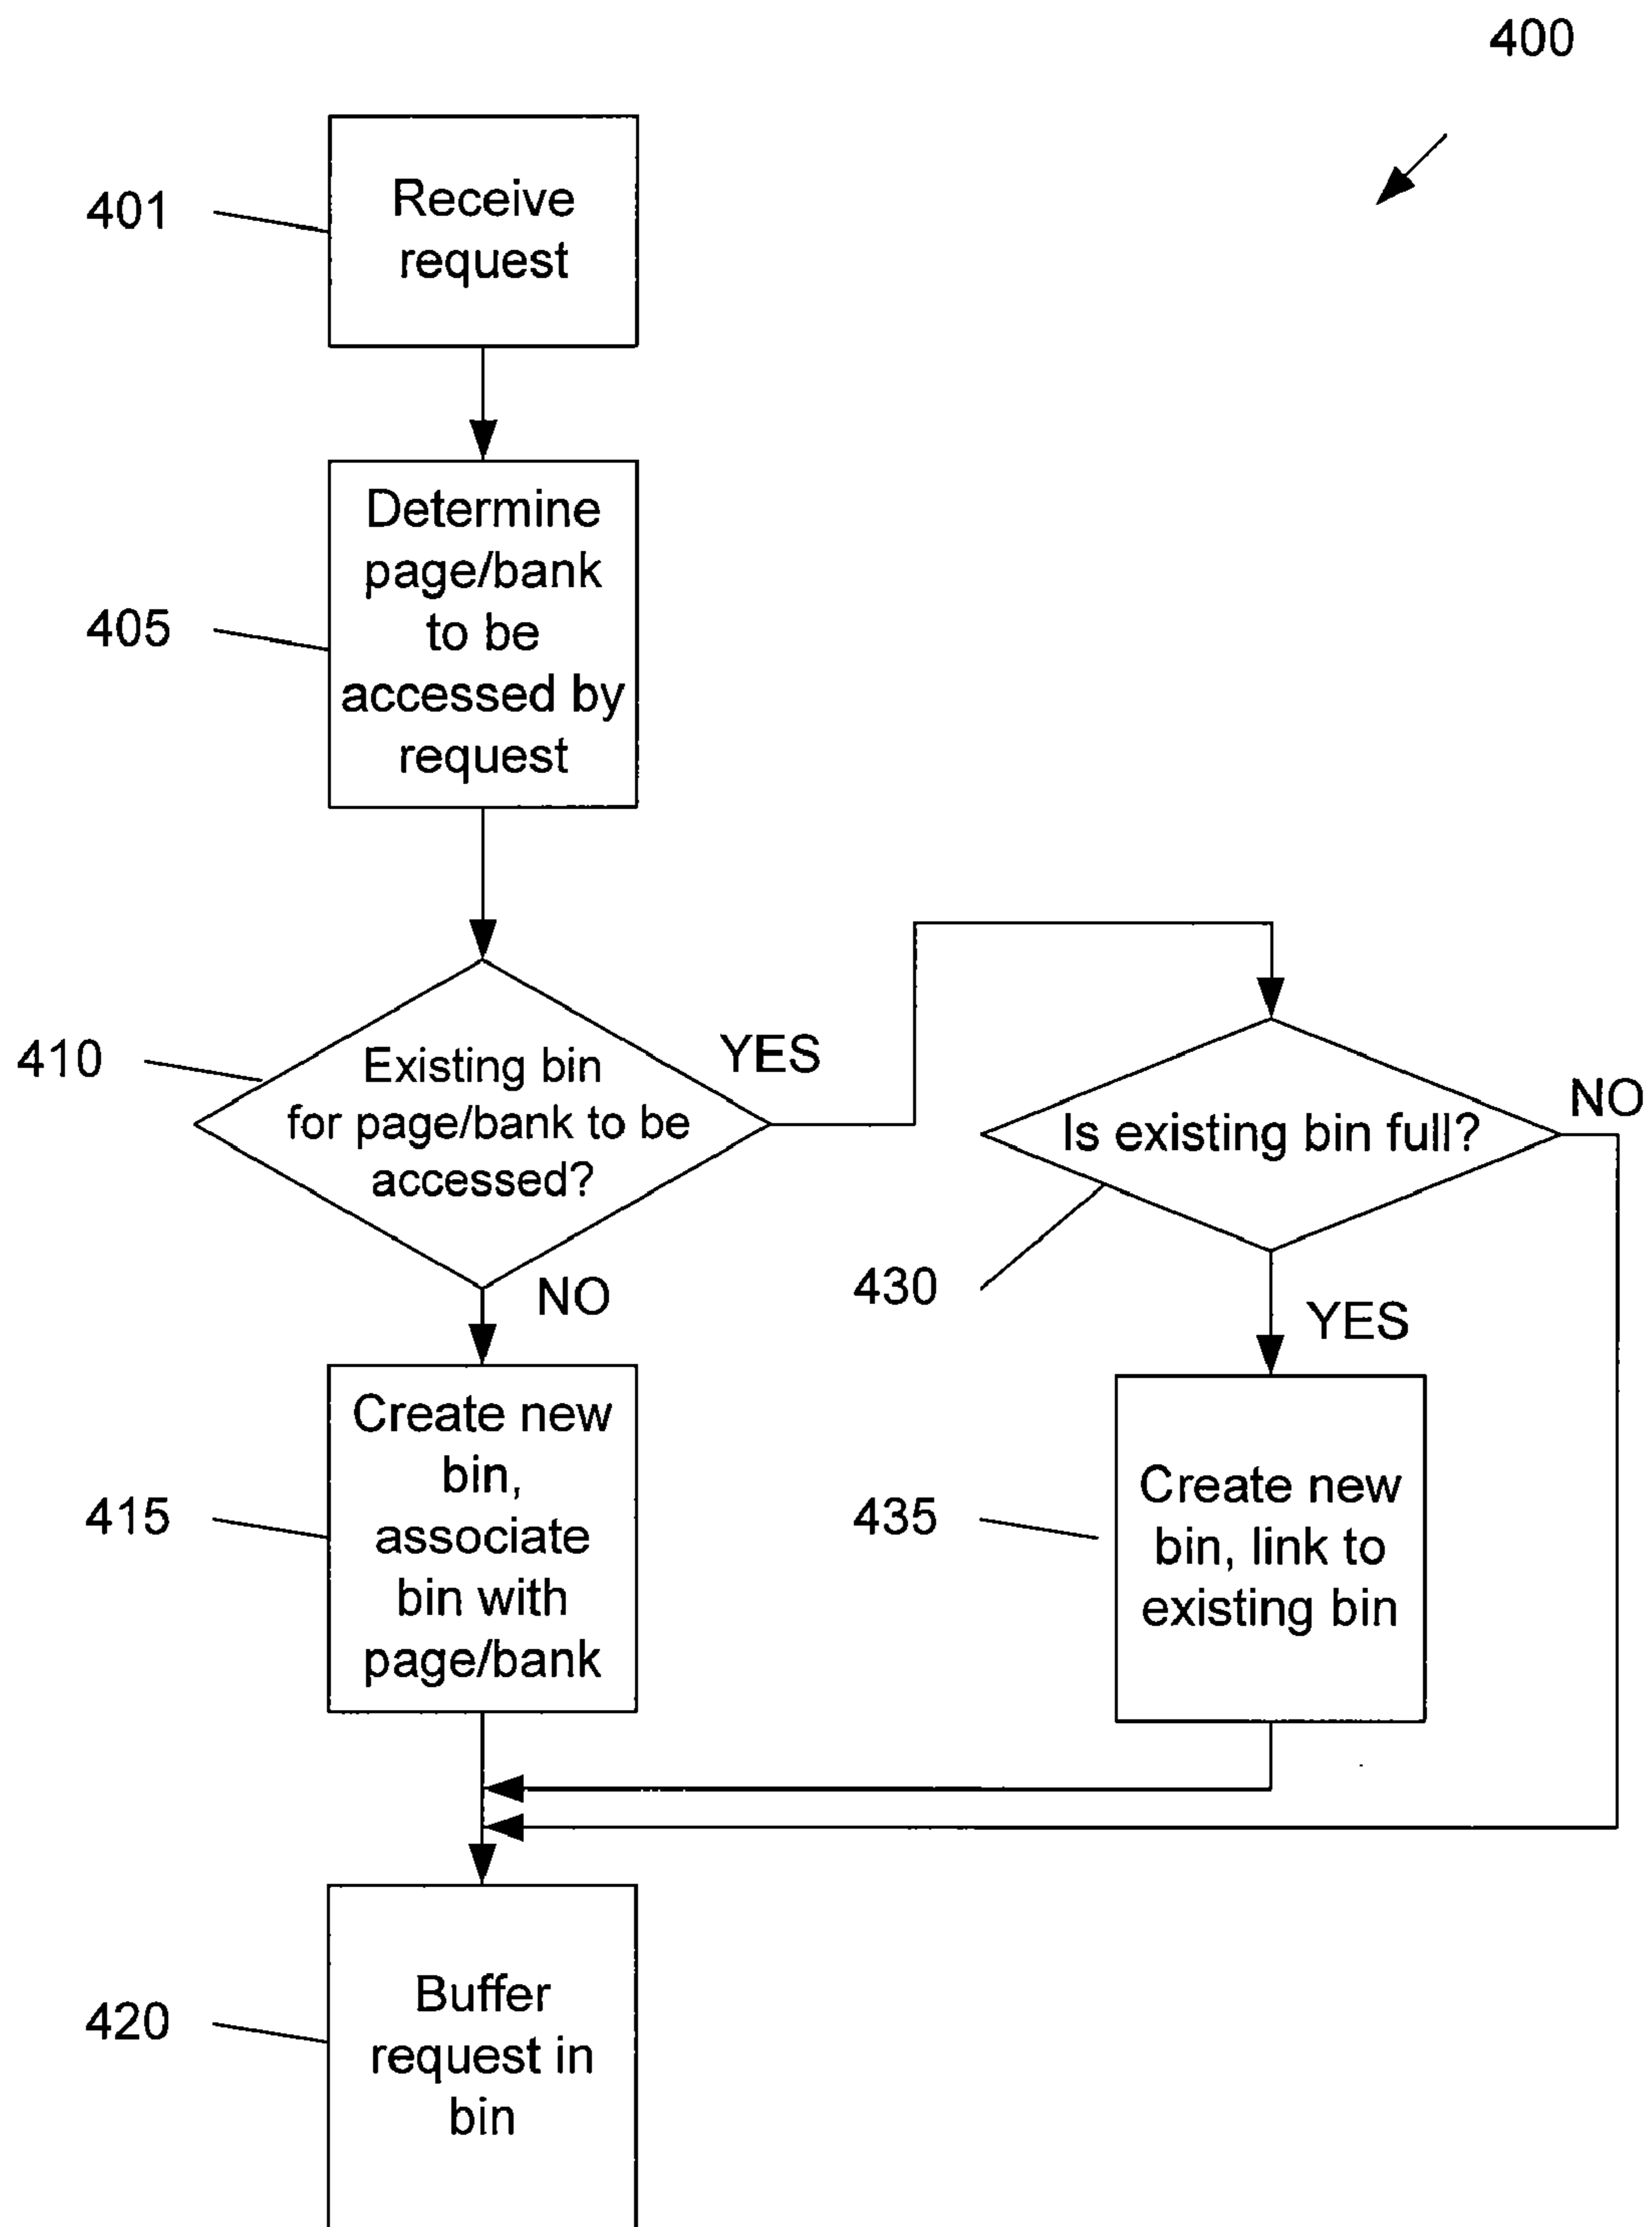 400
401
Receive
request
405
Determine
page/bank
to be
accessed by
request
410
Existing bin
for page/bank to be
accessed?
YES
NO
Is existing bin full?
NO
430
YES
415
Create new
bin,
associate
bin with
page/bank
435
Create new
bin, link to
existing bin
420
Buffer
request in
bin